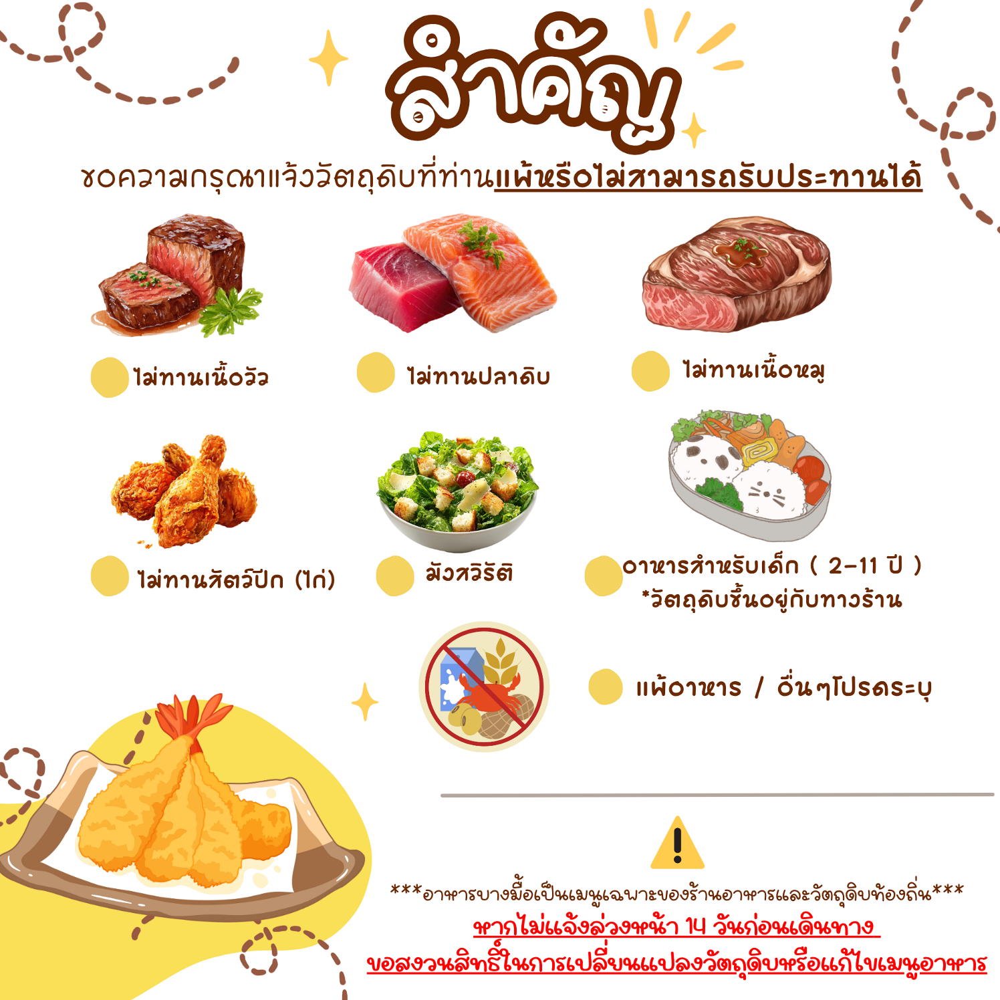 สำคัญ
ขอความกรุณาแจ้งวัตถุดิบที่ท่านแพ้หรือไม่สามารถรับประทานได้
ไม่ทานเนื้อวัว
ไม่ทานปลาดิบ
ไม่ทานเนื้อหมู
ไม่ทานสัตว์ปีก (ไก่)
มังสวิรัติ
อาหารสำหรับเด็ก ( 2-11 ปี )
*วัตถุดิบขึ้นอยู่กับทางร้าน
แพ้อาหาร / อื่นๆโปรดระบุ
***อาหารบางมื้อเป็นเมนูเฉพาะของร้านอาหารและวัตถุดิบท้องถิ่น***
หากไม่แจ้งล่วงหน้า 14 วันก่อนเดินทาง
ขอสงวนสิทธิ์ในการเปลี่ยนแปลงวัตถุดิบหรือแก้ไขเมนูอาหาร